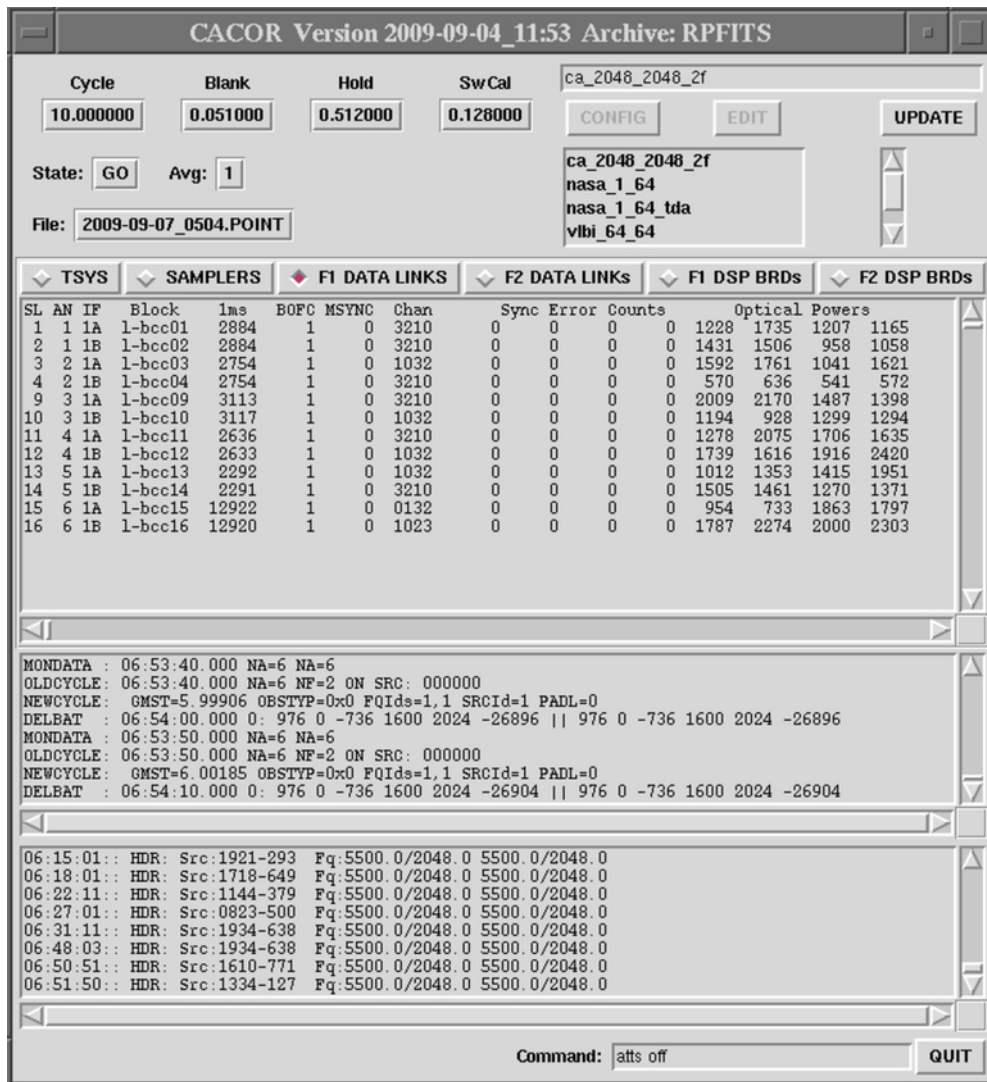 CACOR Version 2009-09-04_11:53 Archive: RPFITS
Cycle Blank Hold SwCal
10.000000 0.051000 0.512000 0.128000
ca_2048_2048_2f
CONFIG EDIT UPDATE
State: GO Avg: 1
File: 2009-09-07_0504.POINT
ca_2048_2048_2f
nasa_1_64
nasa_1_64_tda
vlbi_64_64
TSYS SAMPLERS F1 DATA LINKS F2 DATA LINKs F1 DSP BRDs F2 DSP BRDs
SL AN IF Block 1ms BOFC MSYNC Chan Sync Error Counts Optical Powers
1 1 1A l-bcc01 2884 1 0 3210 0 0 0 0 1228 1735 1207 1165
2 1 1B l-bcc02 2884 1 0 3210 0 0 0 0 1431 1506 958 1058
3 2 1A l-bcc03 2754 1 0 1032 0 0 0 0 1592 1761 1041 1621
4 2 1B l-bcc04 2754 1 0 3210 0 0 0 0 570 636 541 572
9 3 1A l-bcc09 3113 1 0 3210 0 0 0 0 2009 2170 1487 1398
10 3 1B l-bcc10 3117 1 0 1032 0 0 0 0 1194 928 1299 1294
11 4 1A l-bcc11 2636 1 0 3210 0 0 0 0 1278 2075 1706 1635
12 4 1B l-bcc12 2633 1 0 1032 0 0 0 0 1739 1616 1916 2420
13 5 1A l-bcc13 2292 1 0 1032 0 0 0 0 1012 1353 1415 1951
14 5 1B l-bcc14 2291 1 0 3210 0 0 0 0 1505 1461 1270 1371
15 6 1A l-bcc15 12922 1 0 0132 0 0 0 0 954 733 1863 1797
16 6 1B l-bcc16 12920 1 0 1023 0 0 0 0 1787 2274 2000 2303
MONDATA : 06:53:40.000 NA=6 NA=6
OLDCYCLE: 06:53:40.000 NA=6 NF=2 ON SRC: 000000
NEWCYCLE: GMST=5.99906 OBSTYP=0x0 FQIds=1,1 SRCId=1 PADL=0
DELBAT : 06:54:00.000 0: 976 0 -736 1600 2024 -26896 || 976 0 -736 1600 2024 -26896
MONDATA : 06:53:50.000 NA=6 NA=6
OLDCYCLE: 06:53:50.000 NA=6 NF=2 ON SRC: 000000
NEWCYCLE: GMST=6.00185 OBSTYP=0x0 FQIds=1,1 SRCId=1 PADL=0
DELBAT : 06:54:10.000 0: 976 0 -736 1600 2024 -26904 || 976 0 -736 1600 2024 -26904
06:15:01:: HDR: Src:1921-293 Fq:5500.0/2048.0 5500.0/2048.0
06:18:01:: HDR: Src:1718-649 Fq:5500.0/2048.0 5500.0/2048.0
06:22:11:: HDR: Src:1144-379 Fq:5500.0/2048.0 5500.0/2048.0
06:27:01:: HDR: Src:0823-500 Fq:5500.0/2048.0 5500.0/2048.0
06:31:11:: HDR: Src:1934-638 Fq:5500.0/2048.0 5500.0/2048.0
06:48:03:: HDR: Src:1934-638 Fq:5500.0/2048.0 5500.0/2048.0
06:50:51:: HDR: Src:1610-771 Fq:5500.0/2048.0 5500.0/2048.0
06:51:50:: HDR: Src:1334-127 Fq:5500.0/2048.0 5500.0/2048.0
Command: atts off QUIT